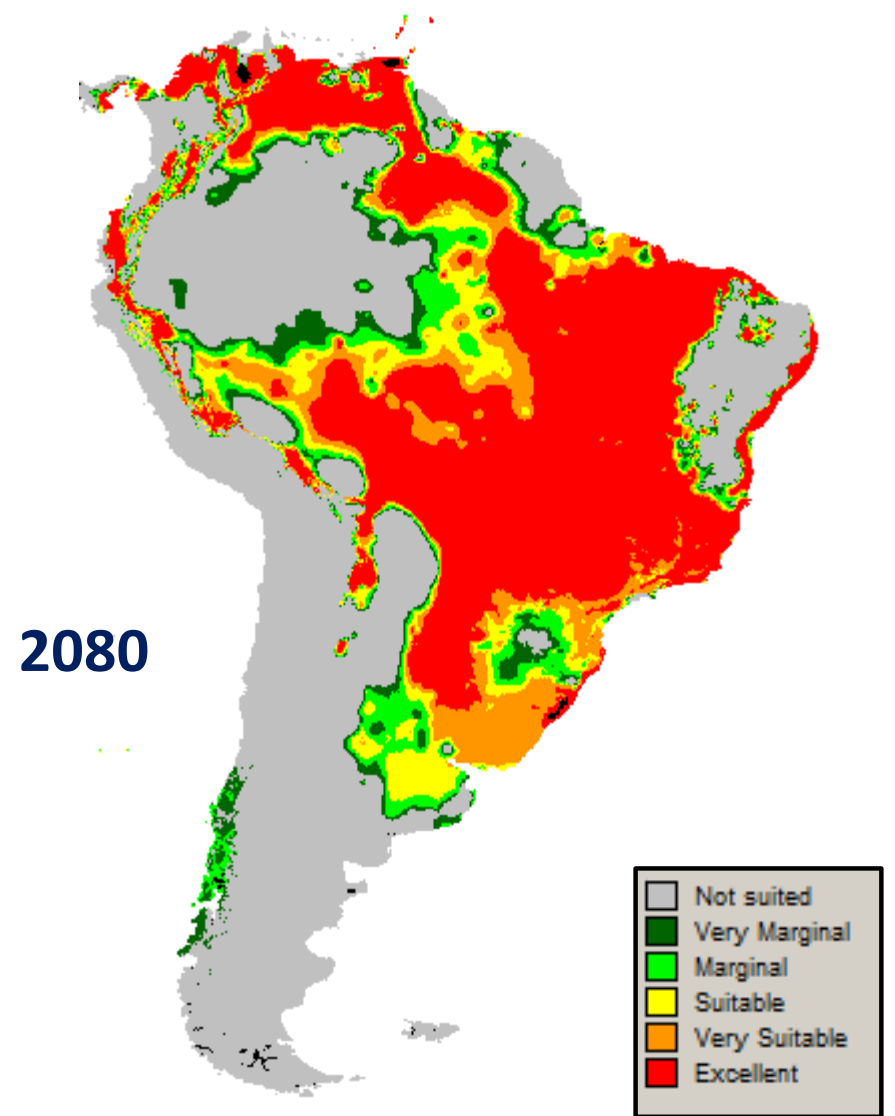 2080
Not suited
Very Marginal
Marginal
Suitable
Very Suitable
Excellent